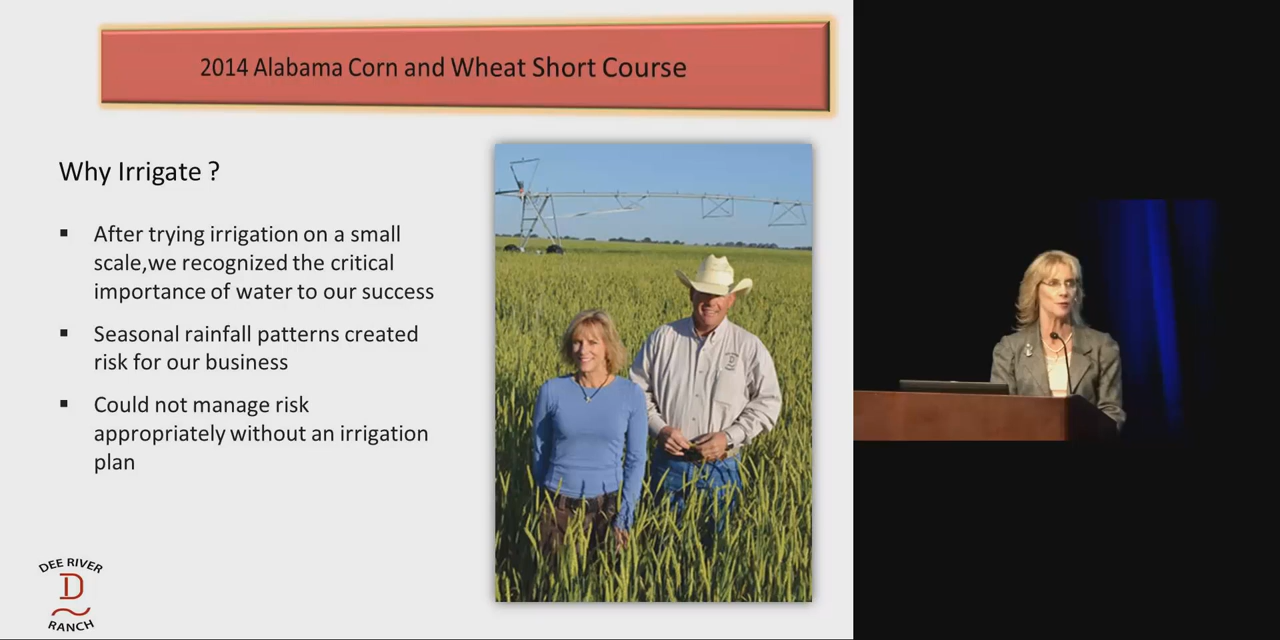 2014 Alabama Corn and Wheat Short Course
Why Irrigate ?
▪ After trying irrigation on a small
scale,we recognized the critical
importance of water to our success
▪ Seasonal rainfall patterns created
risk for our business
▪ Could not manage risk
appropriately without an irrigation
plan
DEE RIVER
D
RANCH